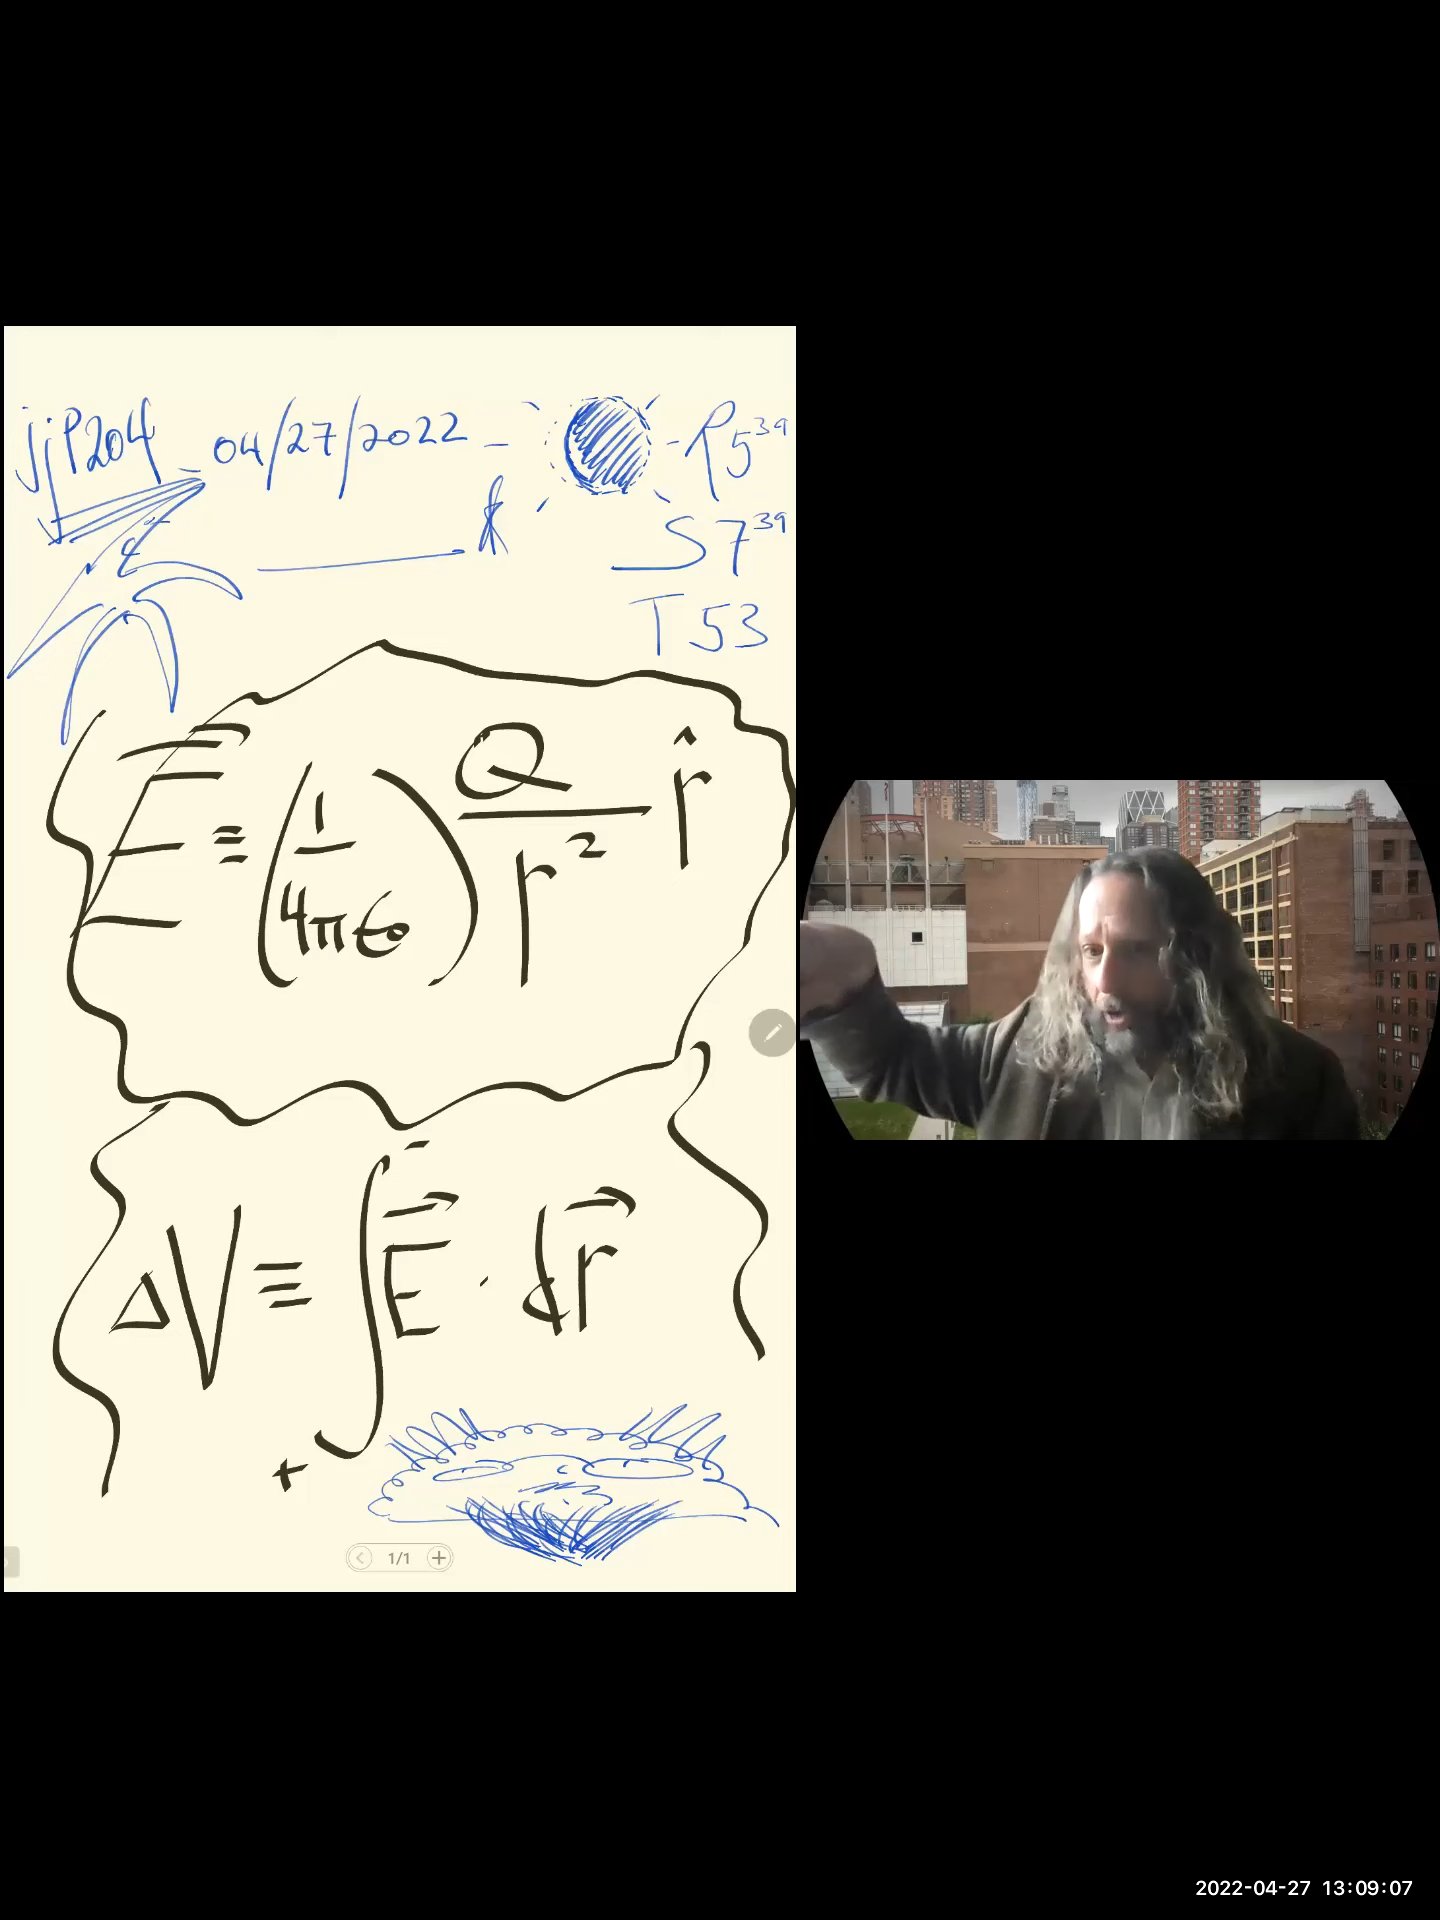 jjP204 - 04/27/2022 - R5³⁹
S7³⁹
T53
E⃗ = (1/4πε₀) Q/r² r̂
ΔV ≡ ∫₊⁻ E⃗ · dr⃗
1/1
2022-04-27 13:09:07